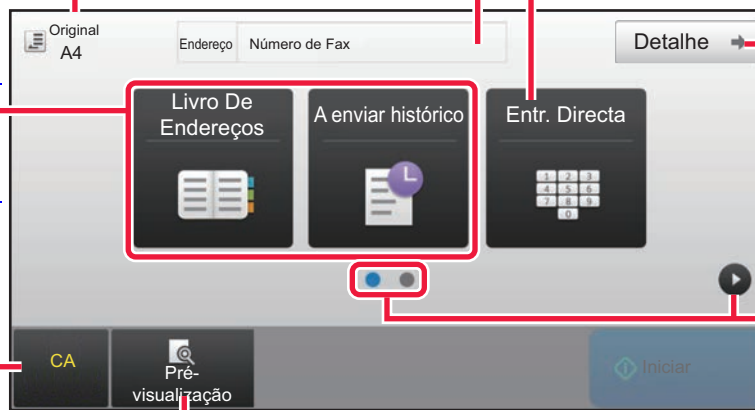 Original
A4
Endereço Número de Fax
Detalhe
Livro De
Endereços
A enviar histórico
Entr. Directa
1 2 3
4 5 6
7 8 9
0
CA
Pré-
visualização
Iniciar